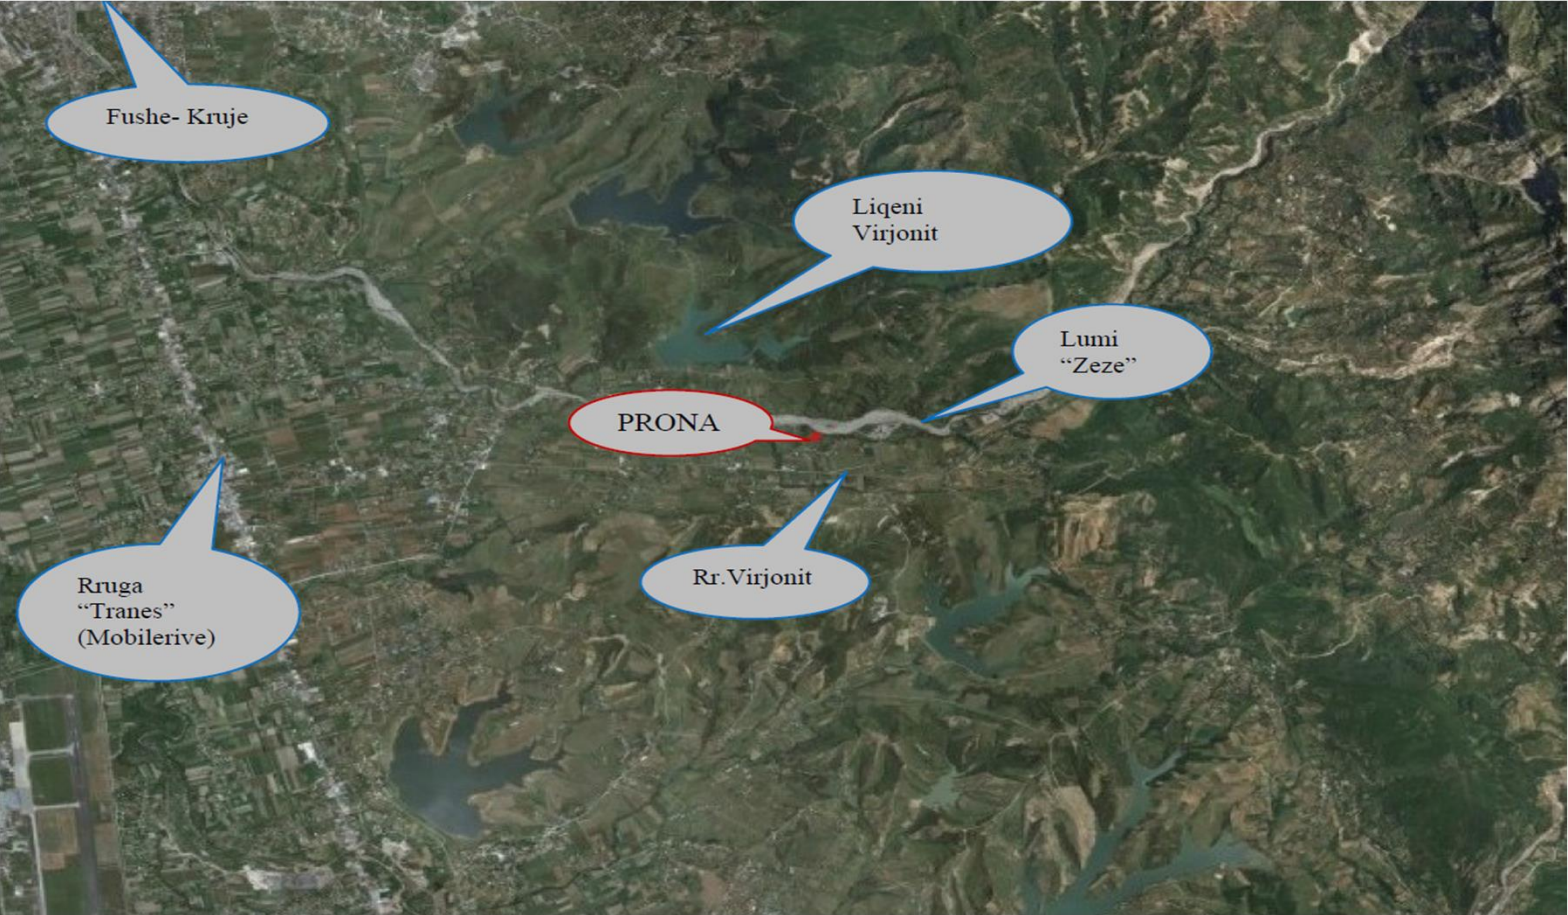 Fushe- Kruje
Liqeni
Virjonit
Lumi
“Zeze”
PRONA
Rr.Virjonit
Rruga
“Tranes”
(Mobilerive)